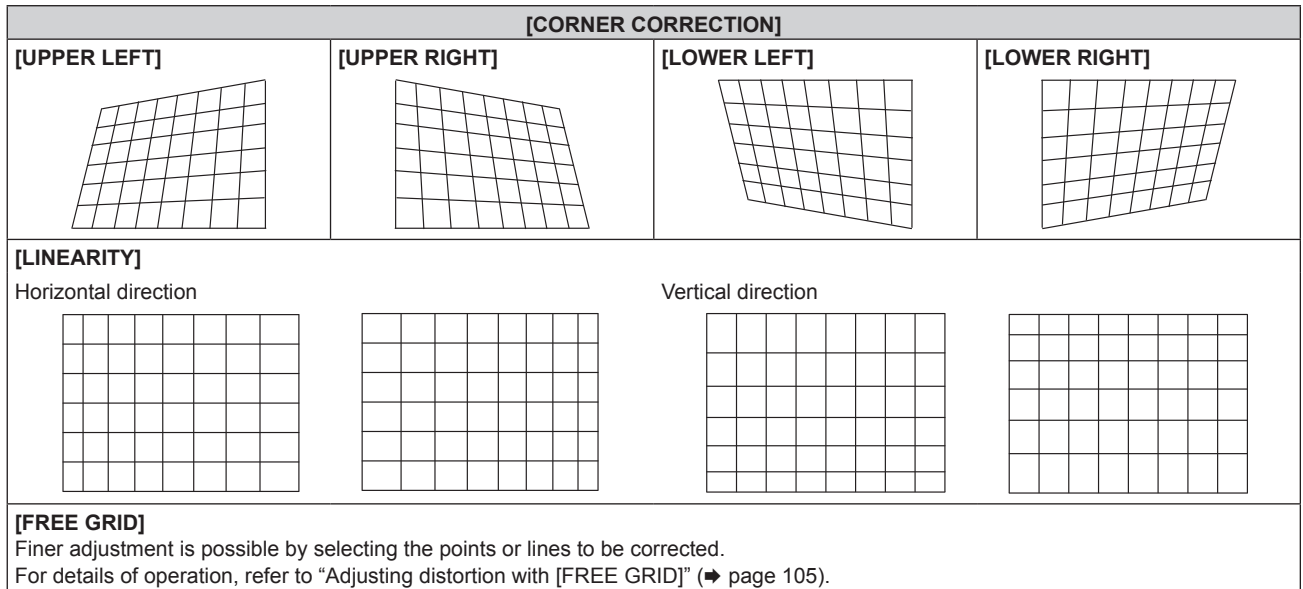 [CORNER CORRECTION]
[UPPER LEFT]
[UPPER RIGHT]
[LOWER LEFT]
[LOWER RIGHT]
[LINEARITY]
Horizontal direction
Vertical direction
[FREE GRID]
Finer adjustment is possible by selecting the points or lines to be corrected.
For details of operation, refer to “Adjusting distortion with [FREE GRID]” (➡ page 105).